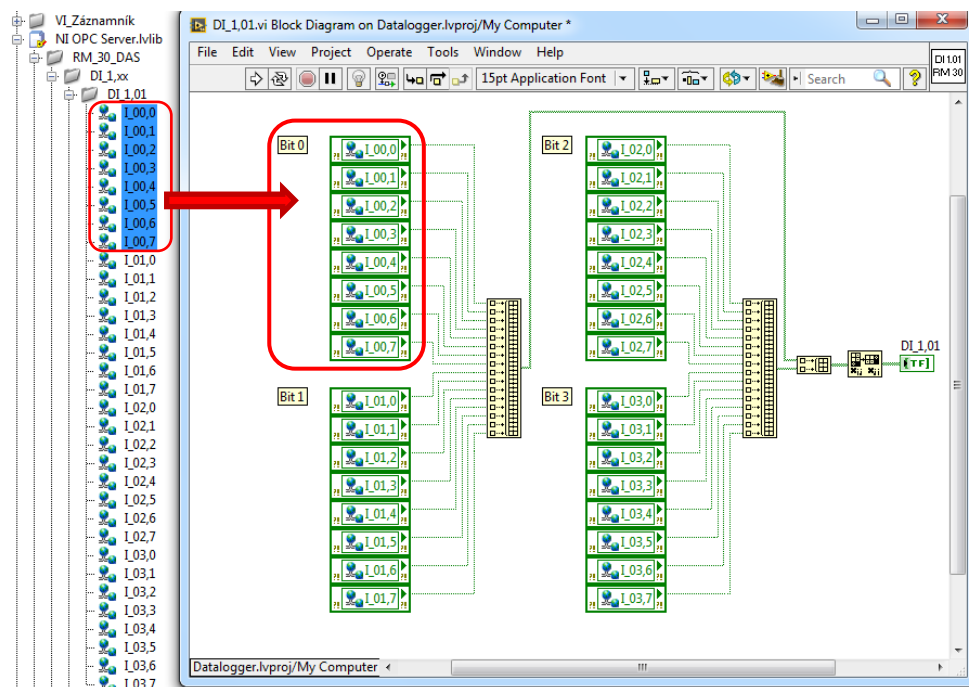 VI_Záznamník
NI OPC Server.lvlib
RM_30_DAS
DI_1,xx
DI_1,01
I_00,0
I_00,1
I_00,2
I_00,3
I_00,4
I_00,5
I_00,6
I_00,7
I_01,0
I_01,1
I_01,2
I_01,3
I_01,4
I_01,5
I_01,6
I_01,7
I_02,0
I_02,1
I_02,2
I_02,3
I_02,4
I_02,5
I_02,6
I_02,7
I_03,0
I_03,1
I_03,2
I_03,3
I_03,4
I_03,5
I_03,6
I_03,7
DI_1,01.vi Block Diagram on Datalogger.lvproj/My Computer *
File Edit View Project Operate Tools Window Help
15pt Application Font Search
DI 1.01
RM 30
Bit 0
I_00,0
I_00,1
I_00,2
I_00,3
I_00,4
I_00,5
I_00,6
I_00,7
Bit 1
I_01,0
I_01,1
I_01,2
I_01,3
I_01,4
I_01,5
I_01,6
I_01,7
Bit 2
I_02,0
I_02,1
I_02,2
I_02,3
I_02,4
I_02,5
I_02,6
I_02,7
Bit 3
I_03,0
I_03,1
I_03,2
I_03,3
I_03,4
I_03,5
I_03,6
I_03,7
DI_1,01
[TF]
Datalogger.lvproj/My Computer